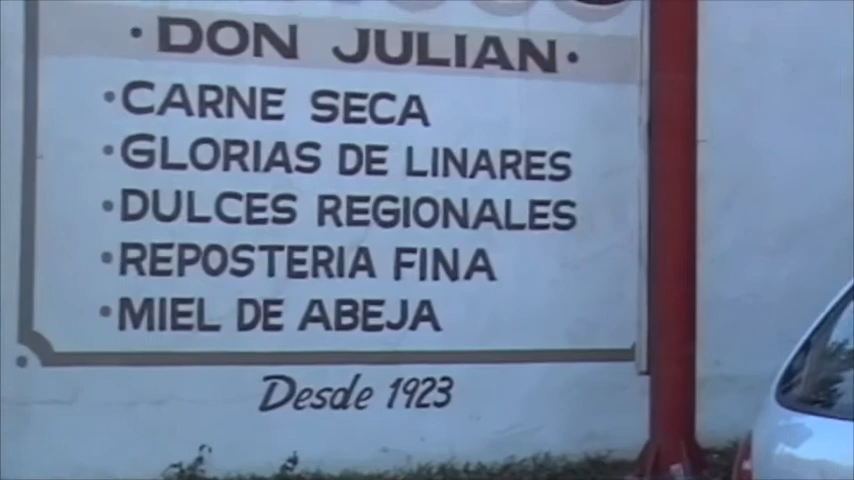 · DON JULIAN ·
·CARNE SECA
·GLORIAS DE LINARES
·DULCES REGIONALES
·REPOSTERIA FINA
·MIEL DE ABEJA
Desde 1923